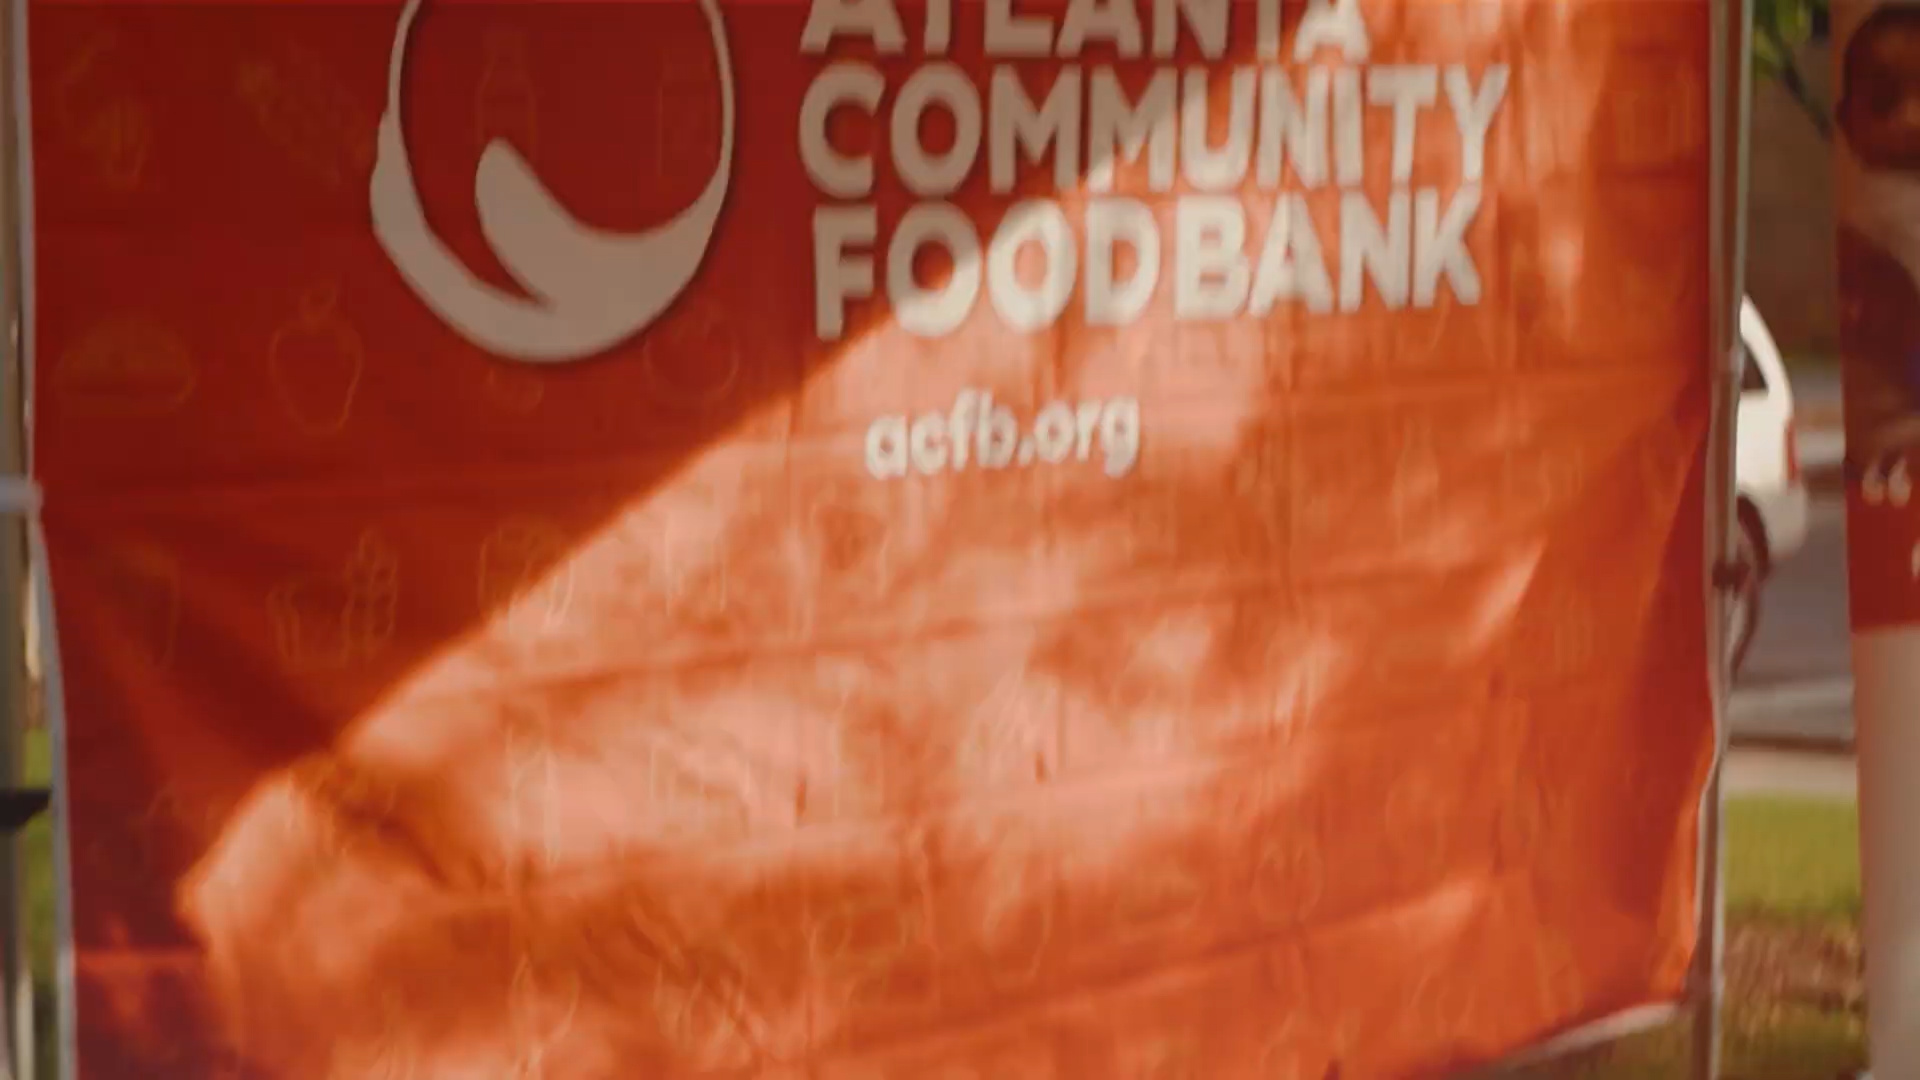 ATLANTA
COMMUNITY
FOODBANK
acfb.org
“